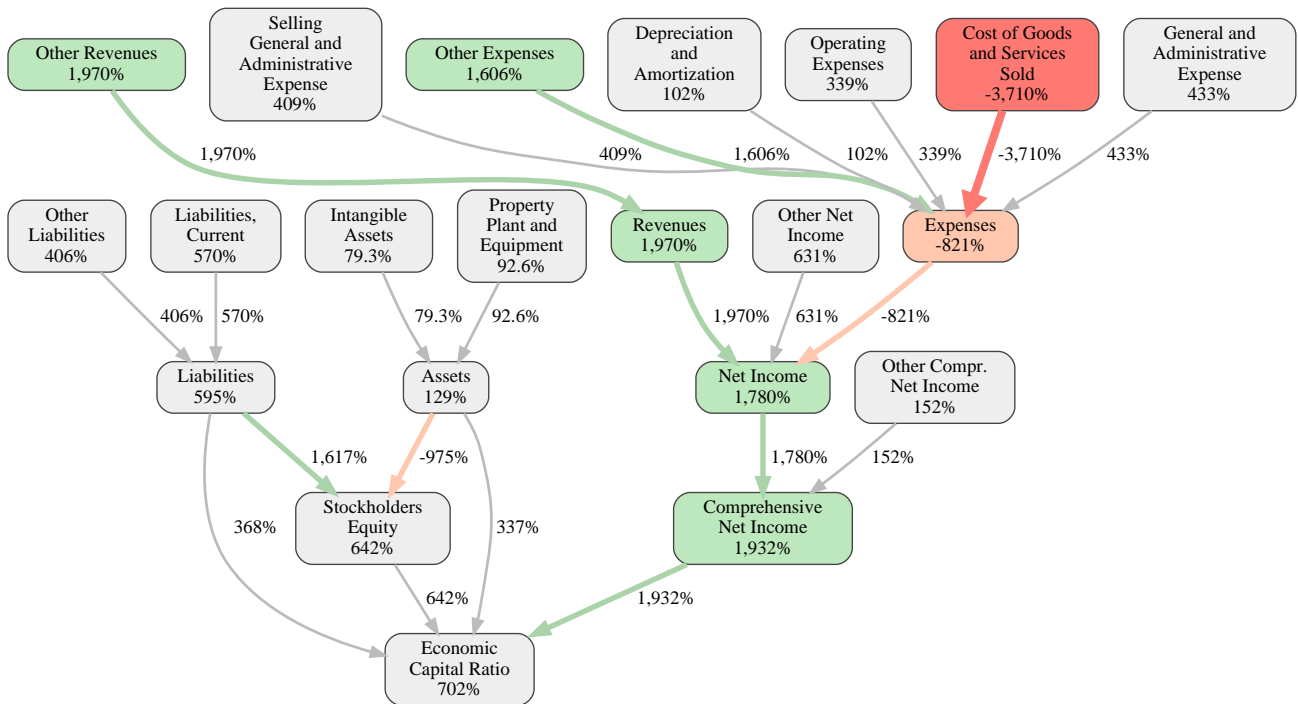 Other Revenues
1,970%
Selling
General and
Administrative
Expense
409%
Other Expenses
1,606%
Depreciation
and
Amortization
102%
Operating
Expenses
339%
Cost of Goods
and Services
Sold
-3,710%
General and
Administrative
Expense
433%
1,970%
409%
1,606%
102%
339%
-3,710%
433%
Other
Liabilities
406%
Liabilities,
Current
570%
Intangible
Assets
79.3%
Property
Plant and
Equipment
92.6%
Revenues
1,970%
Other Net
Income
631%
Expenses
-821%
406%
570%
79.3%
92.6%
1,970%
631%
-821%
Liabilities
595%
Assets
129%
Net Income
1,780%
Other Compr.
Net Income
152%
1,617%
-975%
1,780%
152%
Stockholders
Equity
642%
Comprehensive
Net Income
1,932%
368%
337%
642%
1,932%
Economic
Capital Ratio
702%